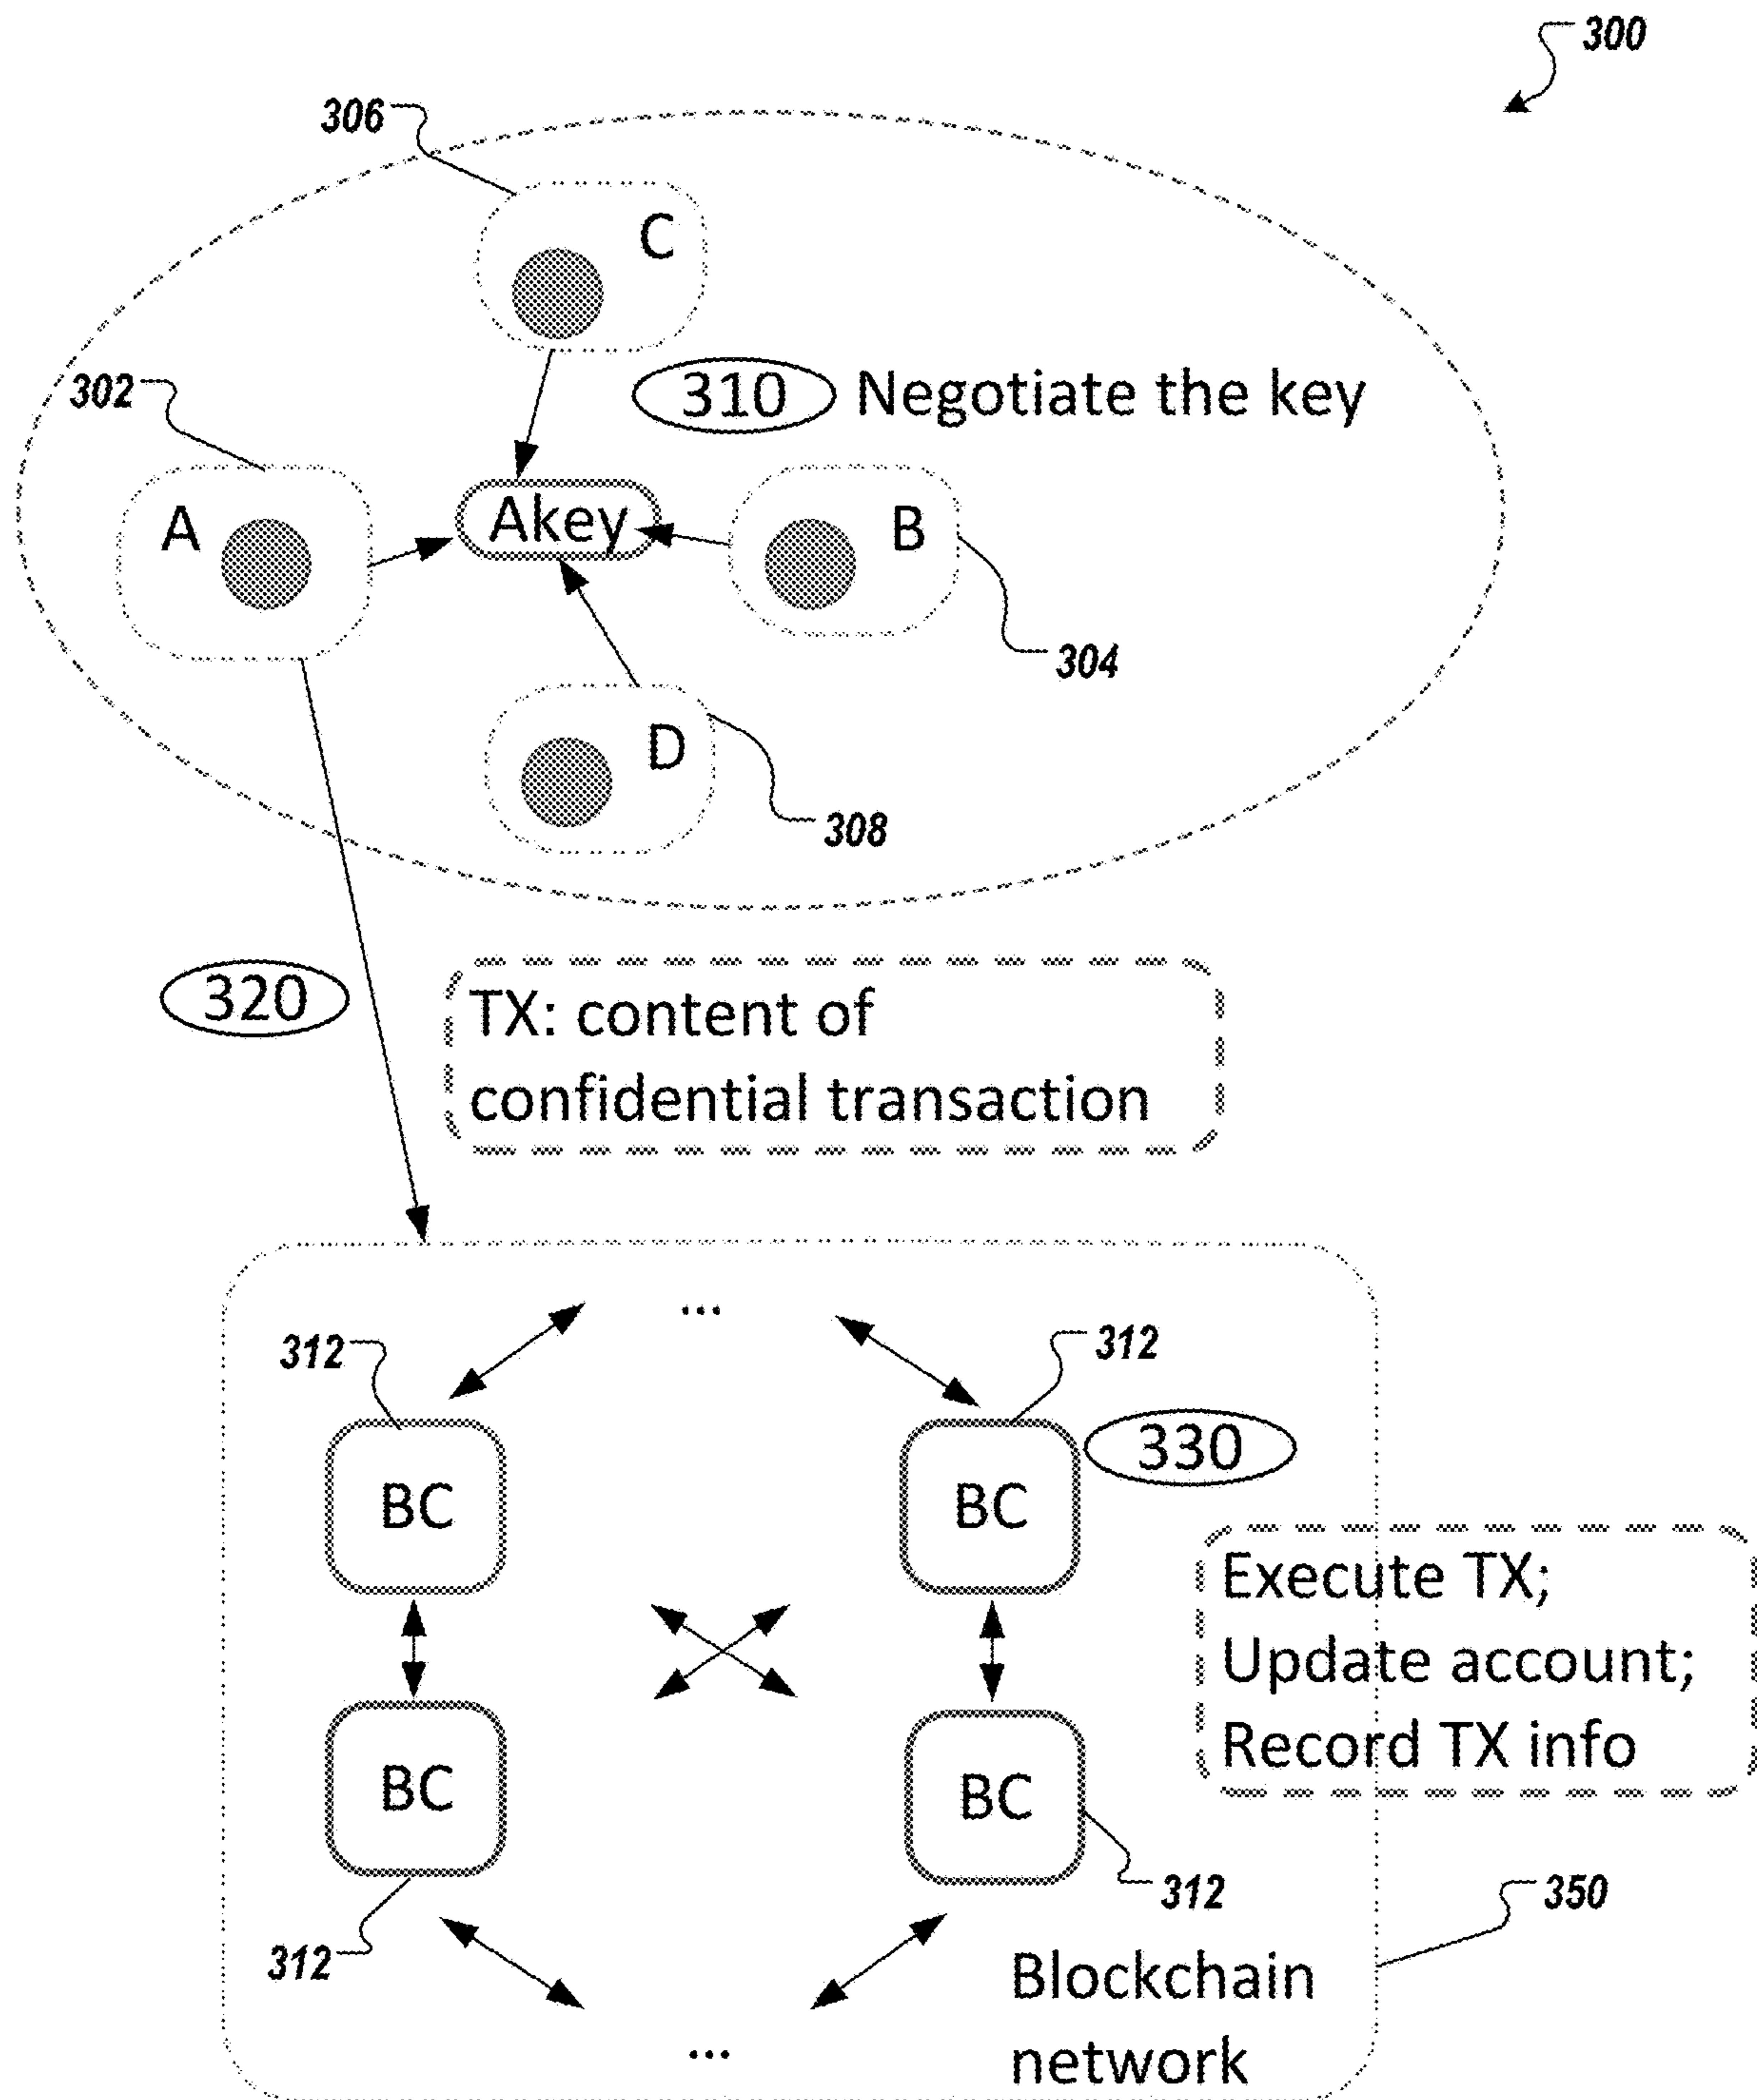 300
306
C
310 Negotiate the key
302
A
Akey
B
304
D
308
320
TX: content of
confidential transaction
...
312
312
330
BC
BC
Execute TX;
Update account;
Record TX info
BC
BC
312
350
312
Blockchain
network
...